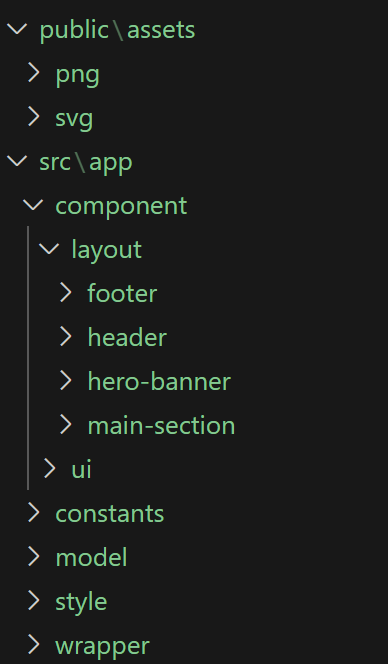 public\assets
png
svg
src\app
component
layout
footer
header
hero-banner
main-section
ui
constants
model
style
wrapper